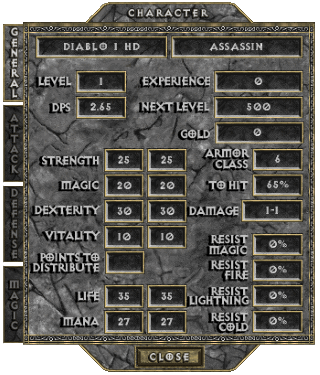 CHARACTER
DIABLO 1 HD ASSASSIN
LEVEL 1 EXPERIENCE 0
DPS 2.65 NEXT LEVEL 500
GOLD 0
STRENGTH 25 25 ARMOR CLASS 6
MAGIC 20 20 TO HIT 65%
DEXTERITY 30 30 DAMAGE 1-1
VITALITY 10 10 RESIST MAGIC 0%
POINTS TO DISTRIBUTE RESIST FIRE 0%
LIFE 35 35 RESIST LIGHTNING 0%
MANA 27 27 RESIST COLD 0%
CLOSE
GENERAL
ATTACK
DEFENSE
MAGIC